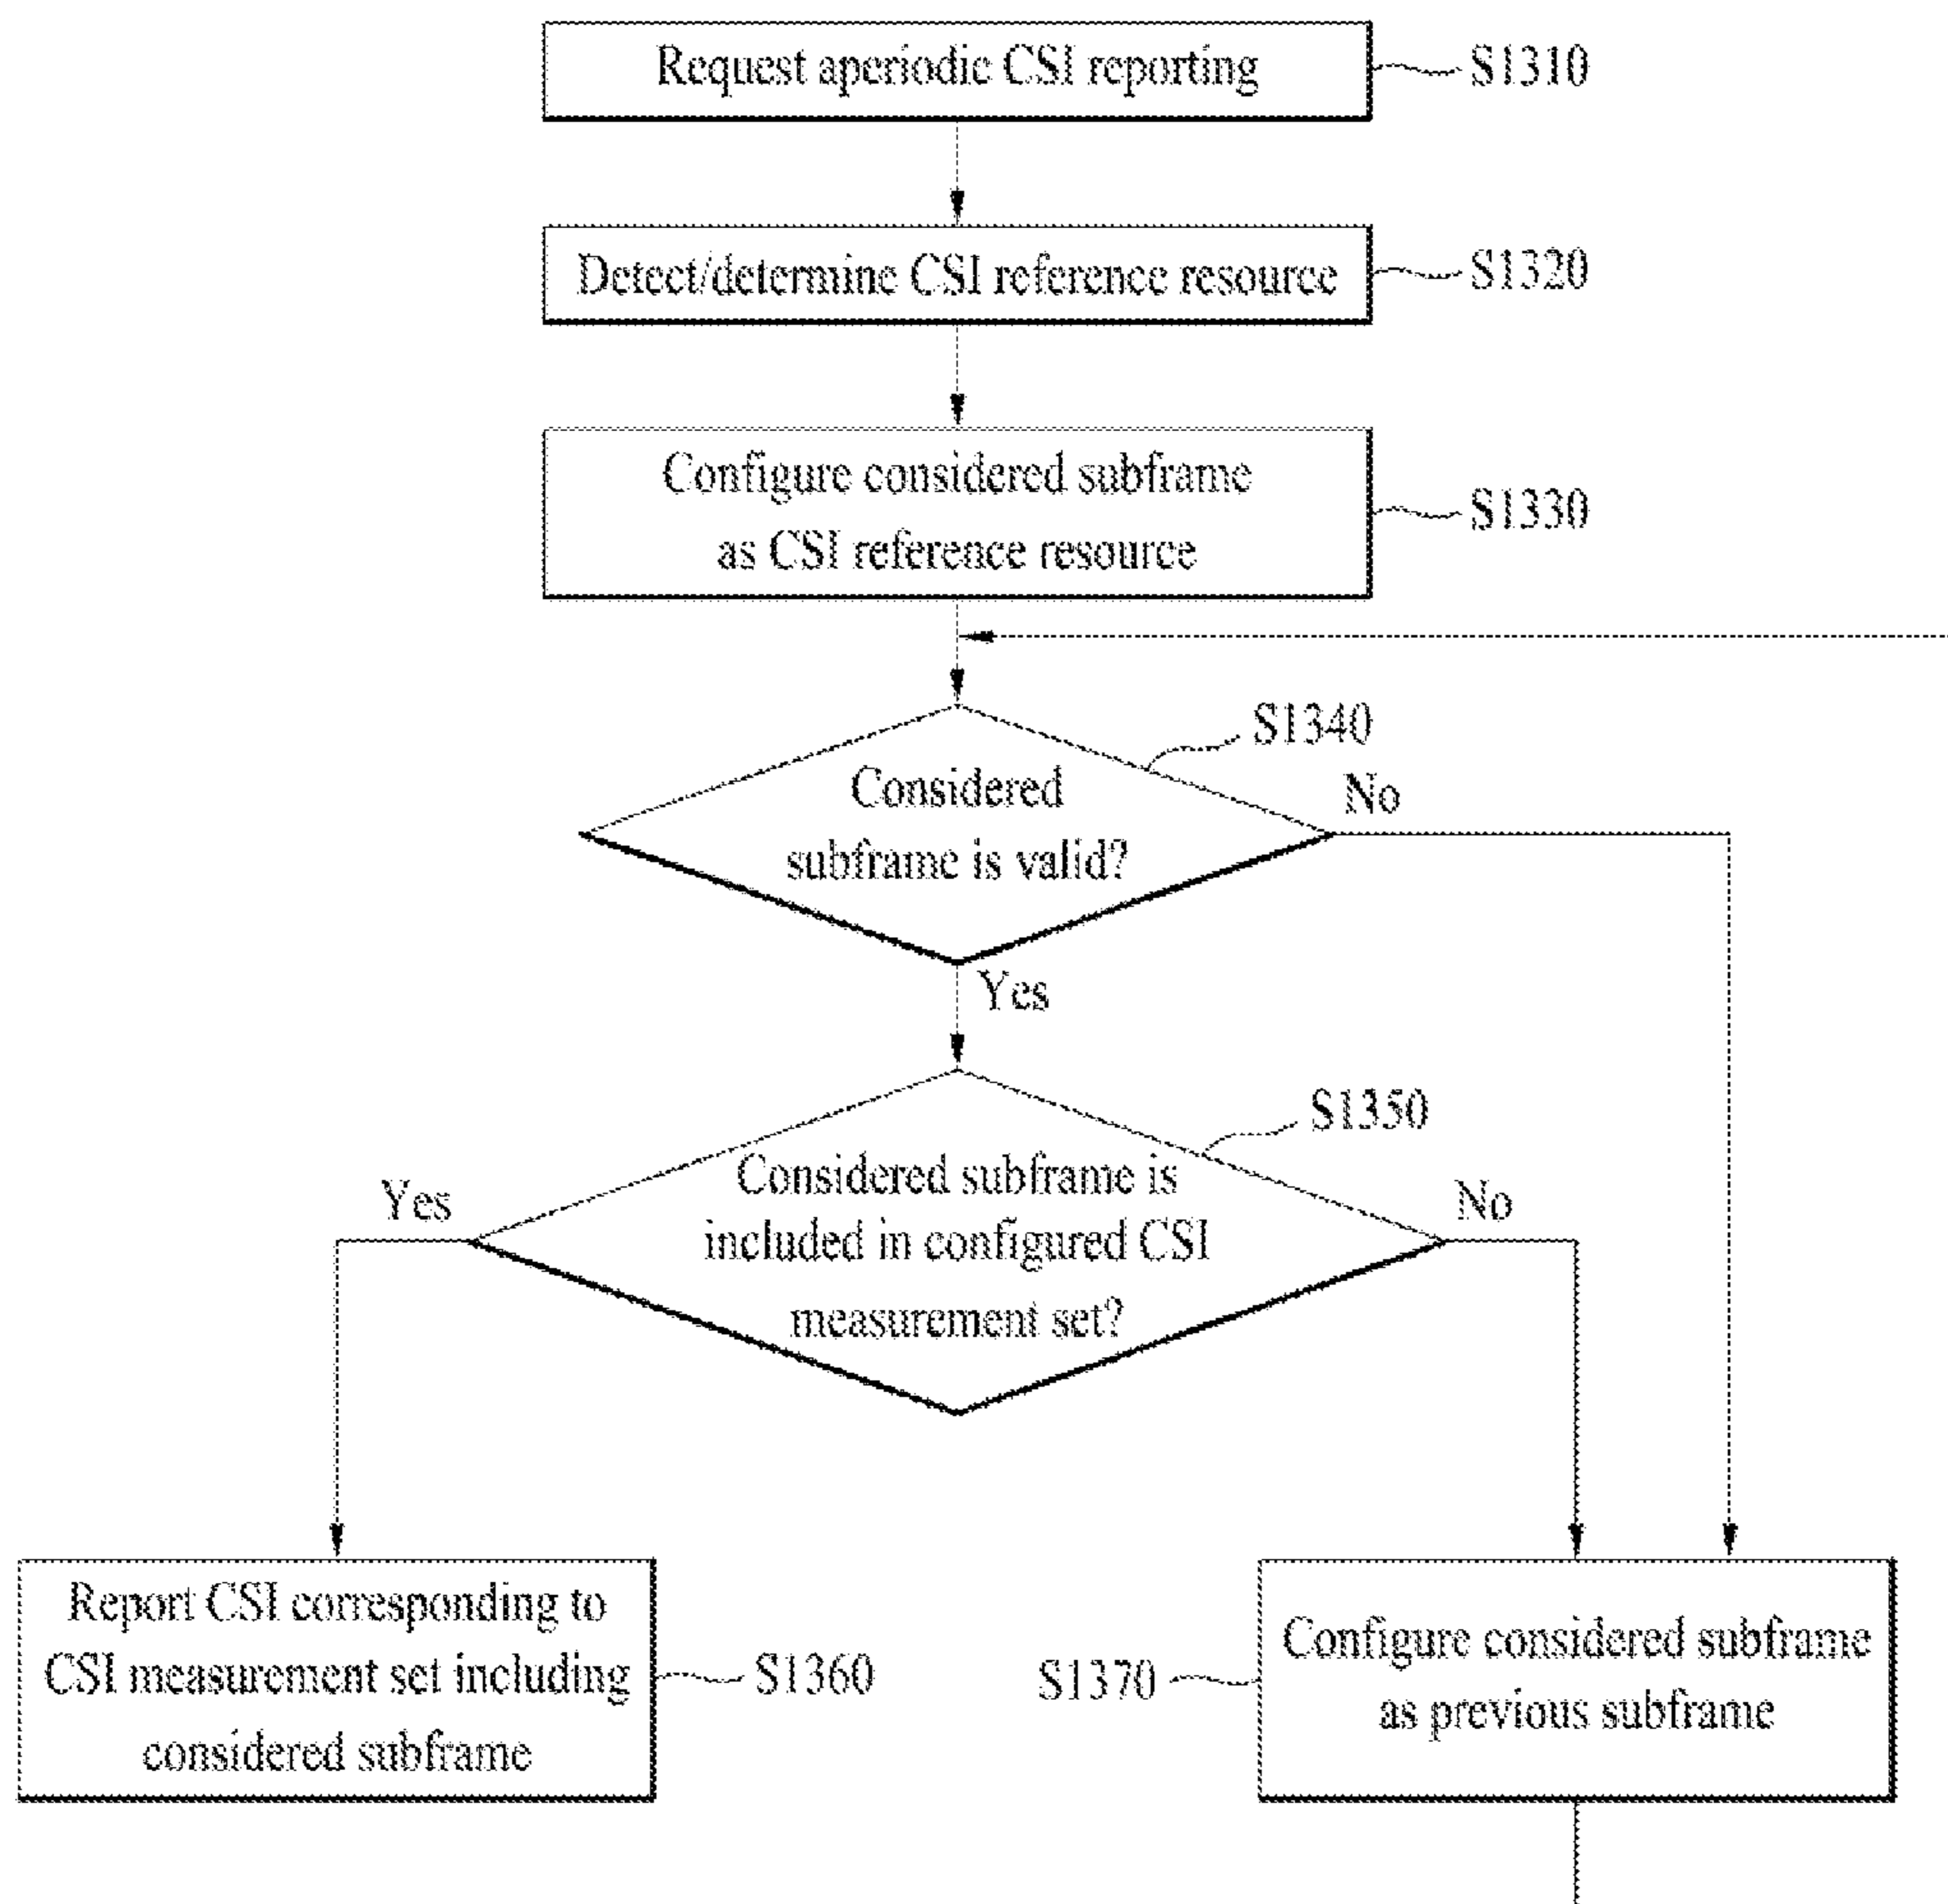 Request aperiodic CSI reporting
S1310
Detect/determine CSI reference resource
S1320
Configure considered subframe
as CSI reference resource
S1330
S1340
Considered
subframe is valid?
No
Yes
S1350
Considered subframe is
included in configured CSI
measurement set?
Yes
No
Report CSI corresponding to
CSI measurement set including
considered subframe
S1360
S1370
Configure considered subframe
as previous subframe